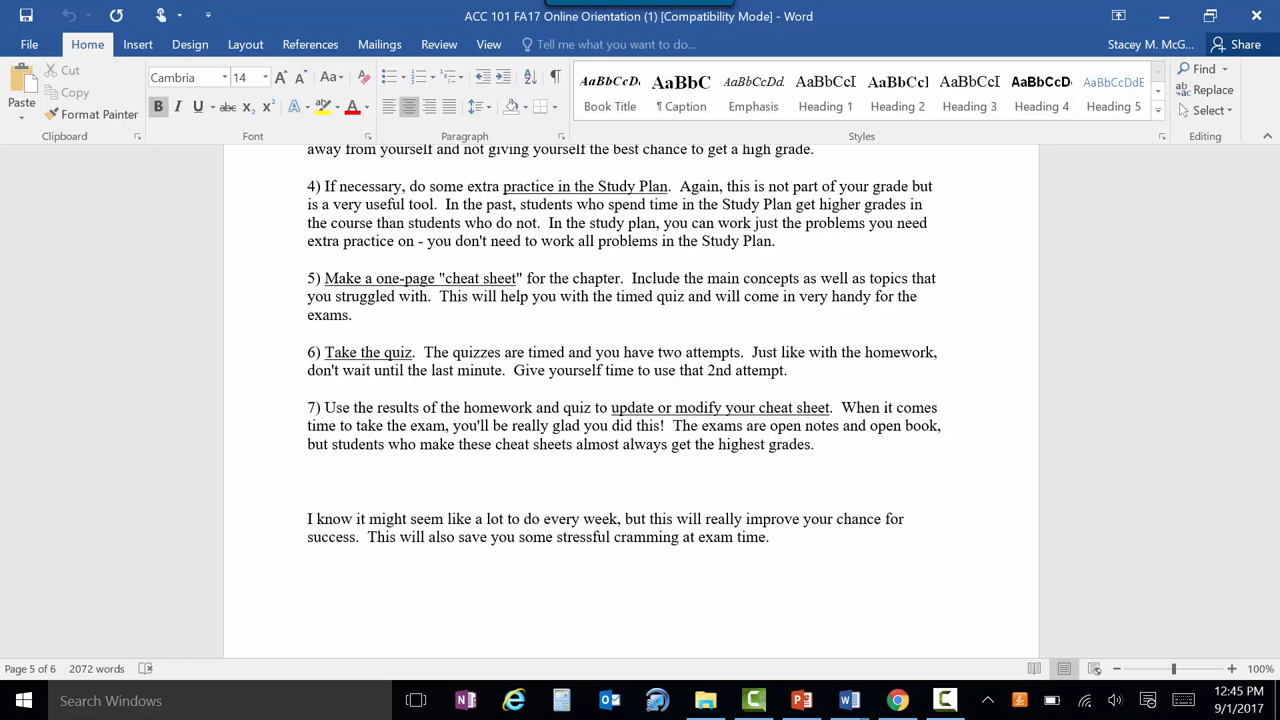 ACC 101 FA17 Online Orientation (1) [Compatibility Mode] - Word
File Home Insert Design Layout References Mailings Review View Tell me what you want to do... Stacey M. McG... Share
Cut
Copy
Format Painter
Paste
Clipboard
Cambria 14
Font
Paragraph
AaBbCcDc AaBbC AaBbCcDd AaBbCcI AaBbCcI AaBbCcI AaBbCcDc AaBbCcDdE
Book Title ¶ Caption Emphasis Heading 1 Heading 2 Heading 3 Heading 4 Heading 5
Styles
Find
Replace
Select
Editing
away from yourself and not giving yourself the best chance to get a high grade.
4) If necessary, do some extra practice in the Study Plan. Again, this is not part of your grade but
is a very useful tool. In the past, students who spend time in the Study Plan get higher grades in
the course than students who do not. In the study plan, you can work just the problems you need
extra practice on - you don't need to work all problems in the Study Plan.
5) Make a one-page "cheat sheet" for the chapter. Include the main concepts as well as topics that
you struggled with. This will help you with the timed quiz and will come in very handy for the
exams.
6) Take the quiz. The quizzes are timed and you have two attempts. Just like with the homework,
don't wait until the last minute. Give yourself time to use that 2nd attempt.
7) Use the results of the homework and quiz to update or modify your cheat sheet. When it comes
time to take the exam, you'll be really glad you did this! The exams are open notes and open book,
but students who make these cheat sheets almost always get the highest grades.
I know it might seem like a lot to do every week, but this will really improve your chance for
success. This will also save you some stressful cramming at exam time.
Page 5 of 6 2072 words 100%
Search Windows
12:45 PM
9/1/2017